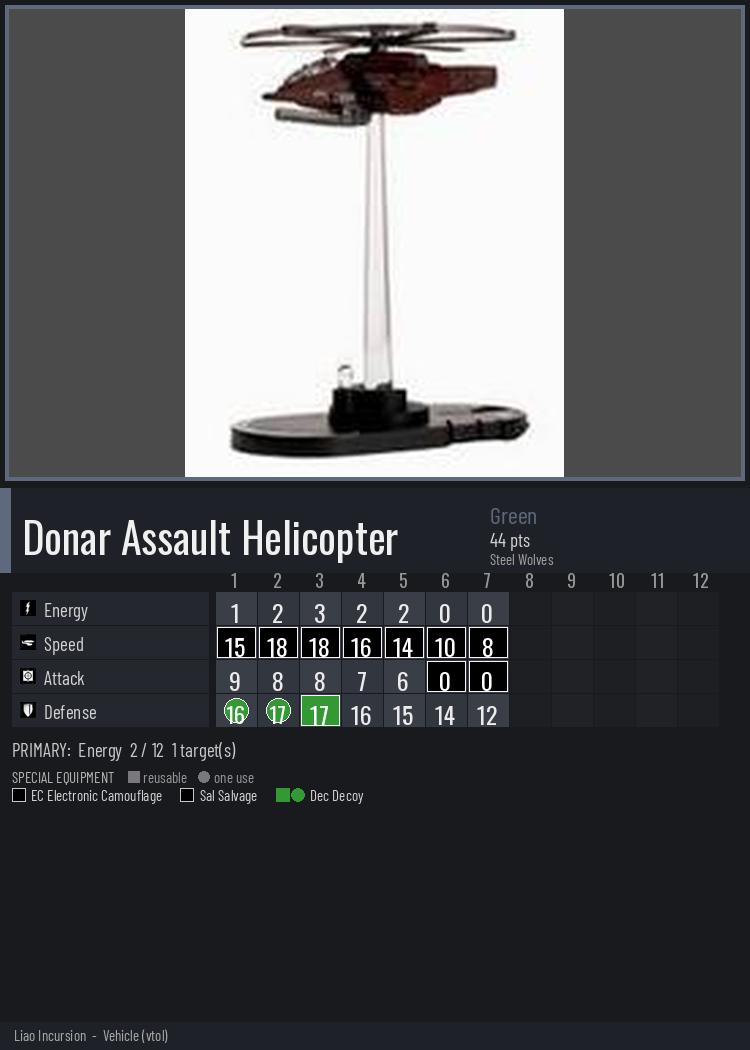 Donar Assault Helicopter
Green
44 pts
Steel Wolves
1 2 3 4 5 6 7 8 9 10 11 12
Energy 1 2 3 2 2 0 0
Speed 15 18 18 16 14 10 8
Attack 9 8 8 7 6 0 0
Defense 16 17 17 16 15 14 12
PRIMARY: Energy 2 / 12 1 target(s)
SPECIAL EQUIPMENT reusable one use
EC Electronic Camouflage Sal Salvage Dec Decoy
Liao Incursion - Vehicle (vtol)